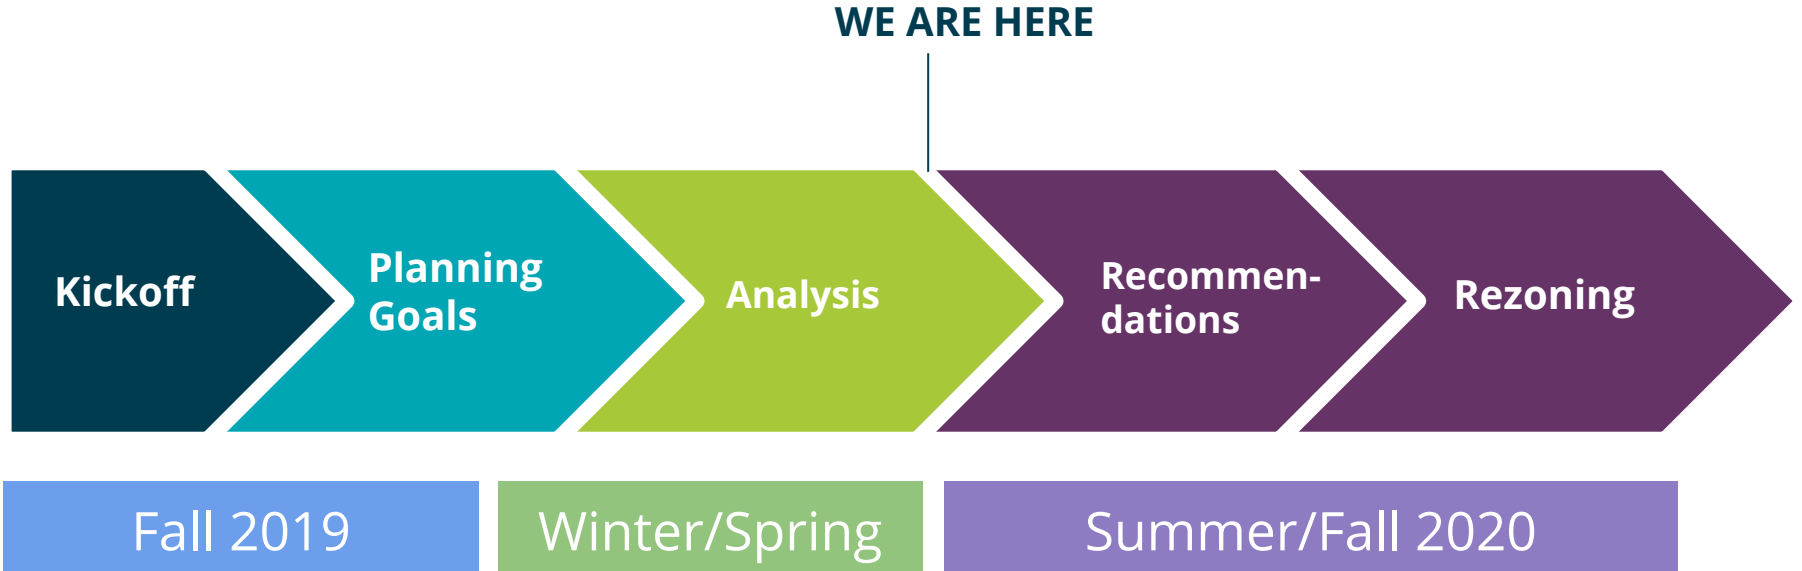 WE ARE HERE
Kickoff
Planning
Goals
Analysis
Recommen-
dations
Rezoning
Fall 2019
Winter/Spring
Summer/Fall 2020